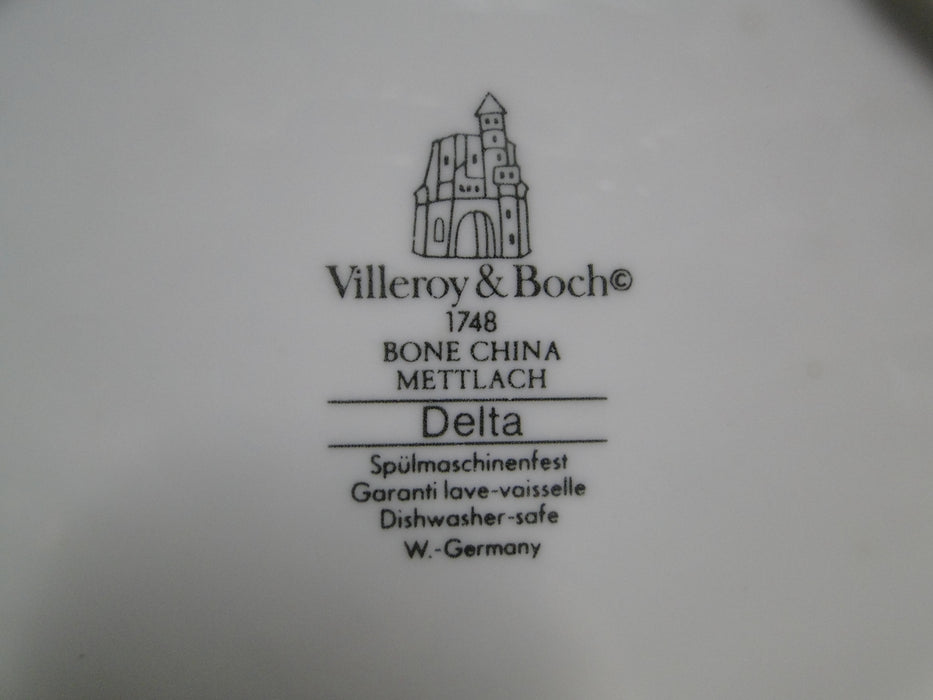 Villeroy & Boch©
1748
BONE CHINA
METTLACH
Delta
Spülmaschinenfest
Garanti lave-vaisselle
Dishwasher-safe
W.-Germany